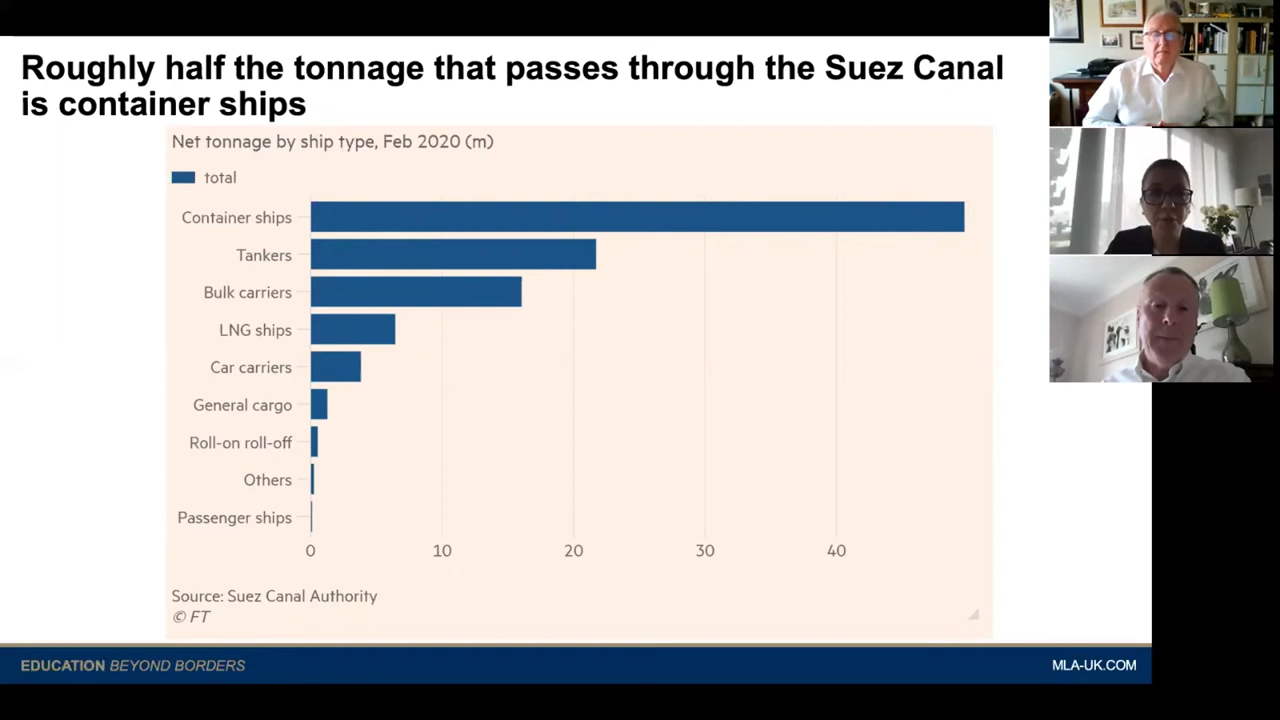 Roughly half the tonnage that passes through the Suez Canal
is container ships
Net tonnage by ship type, Feb 2020 (m)
total
Container ships
Tankers
Bulk carriers
LNG ships
Car carriers
General cargo
Roll-on roll-off
Others
Passenger ships
0 10 20 30 40
Source: Suez Canal Authority
© FT
EDUCATION BEYOND BORDERS
MLA-UK.COM